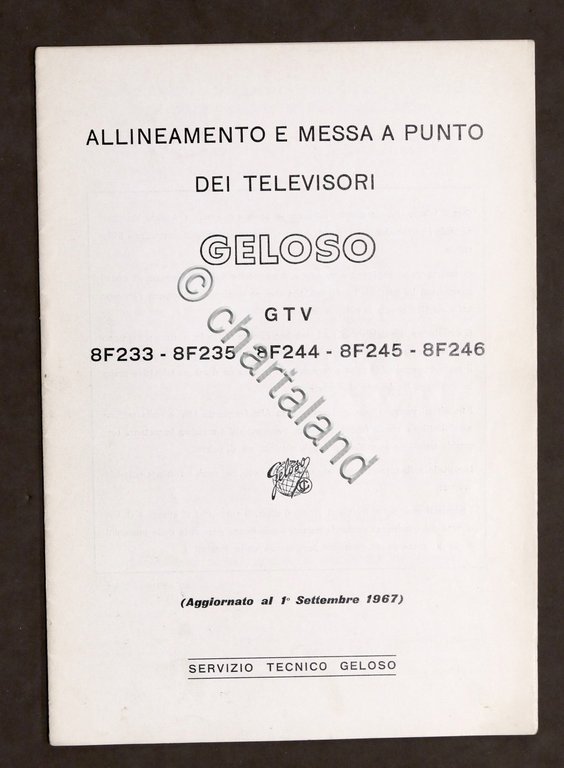 ALLINEAMENTO E MESSA A PUNTO
DEI TELEVISORI
GELOSO
GTV
8F233 - 8F235 8F244 - 8F245 - 8F246
© chartaland
Geloso
(Aggiornato al 1° Settembre 1967)
SERVIZIO TECNICO GELOSO